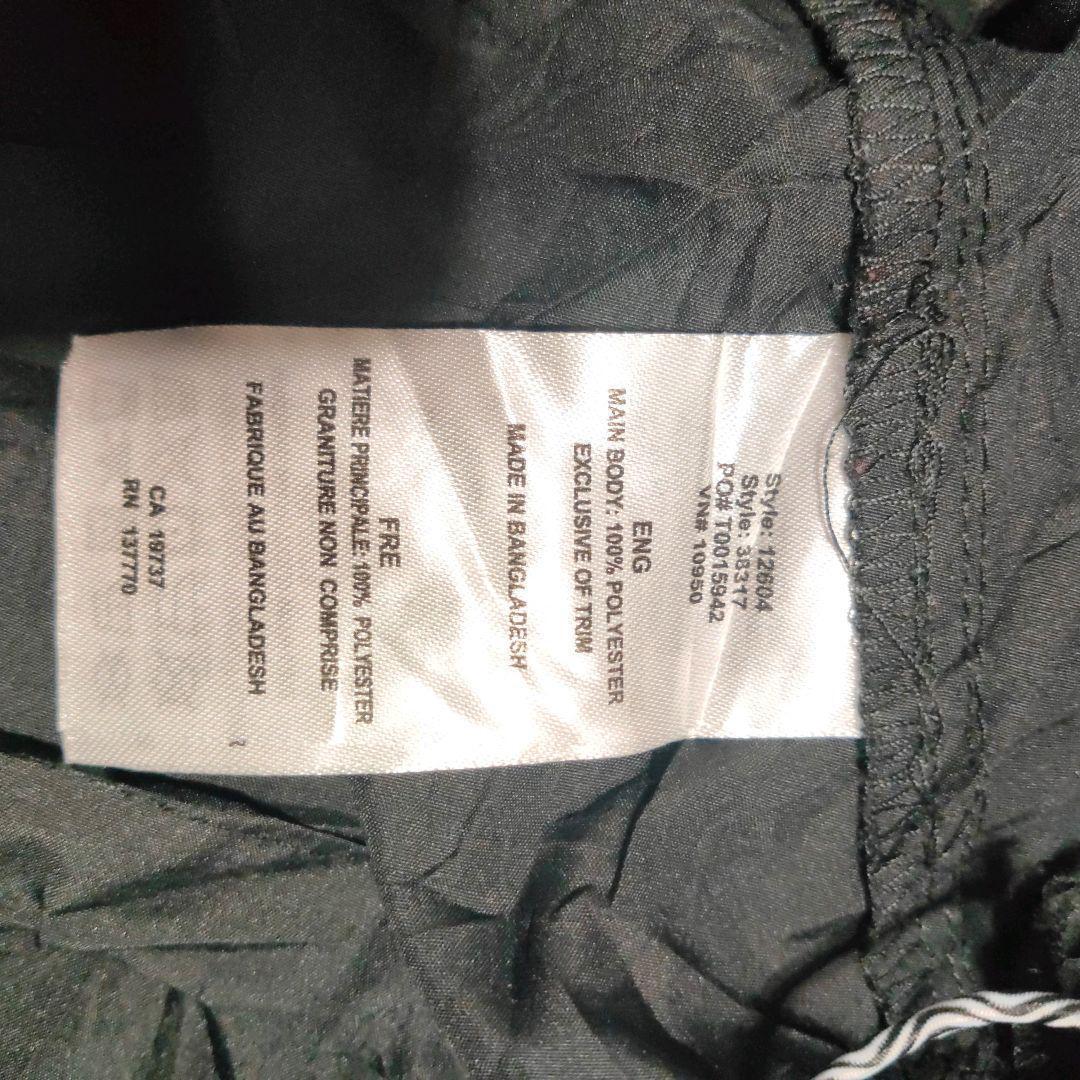 Style: 12604
Style: 38317
PO# T0015942
VN# 10950
ENG
MAIN BODY: 100% POLYESTER
EXCLUSIVE OF TRIM
MADE IN BANGLADESH
FRE
MATIERE PRINCIPALE: 100% POLYESTER
GRANITURE NON COMPRISE
FABRIQUE AU BANGLADESH
CA 19737
RN 137770